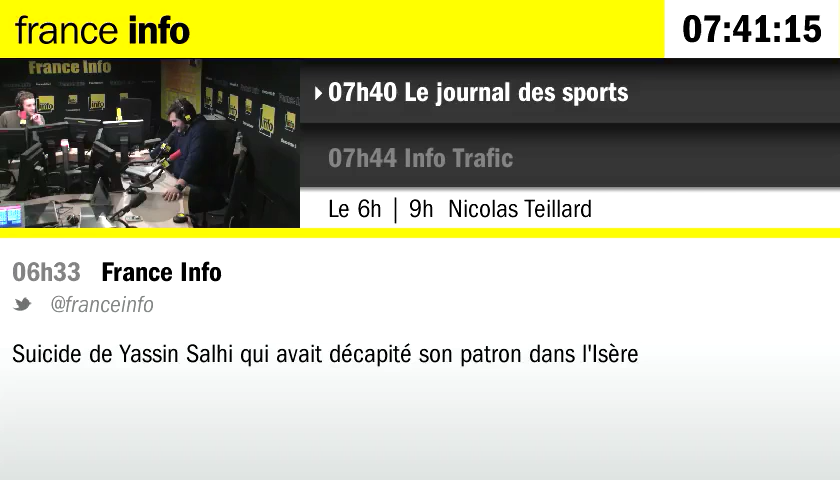 france info
07:41:15
France Info
07h40 Le journal des sports
07h44 Info Trafic
Le 6h | 9h Nicolas Teillard
06h33 France Info
@franceinfo
Suicide de Yassin Salhi qui avait décapité son patron dans l'Isère